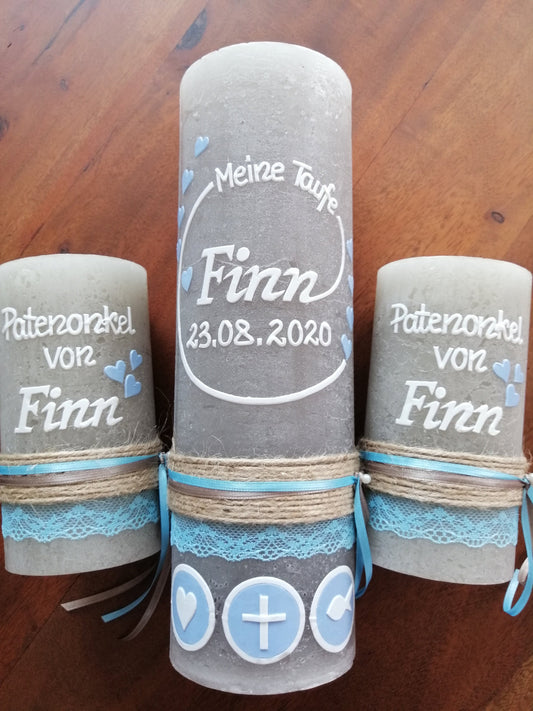 Meine Taufe
Finn
23.08.2020
Patenonkel
von
Finn
Patenonkel
von
Finn